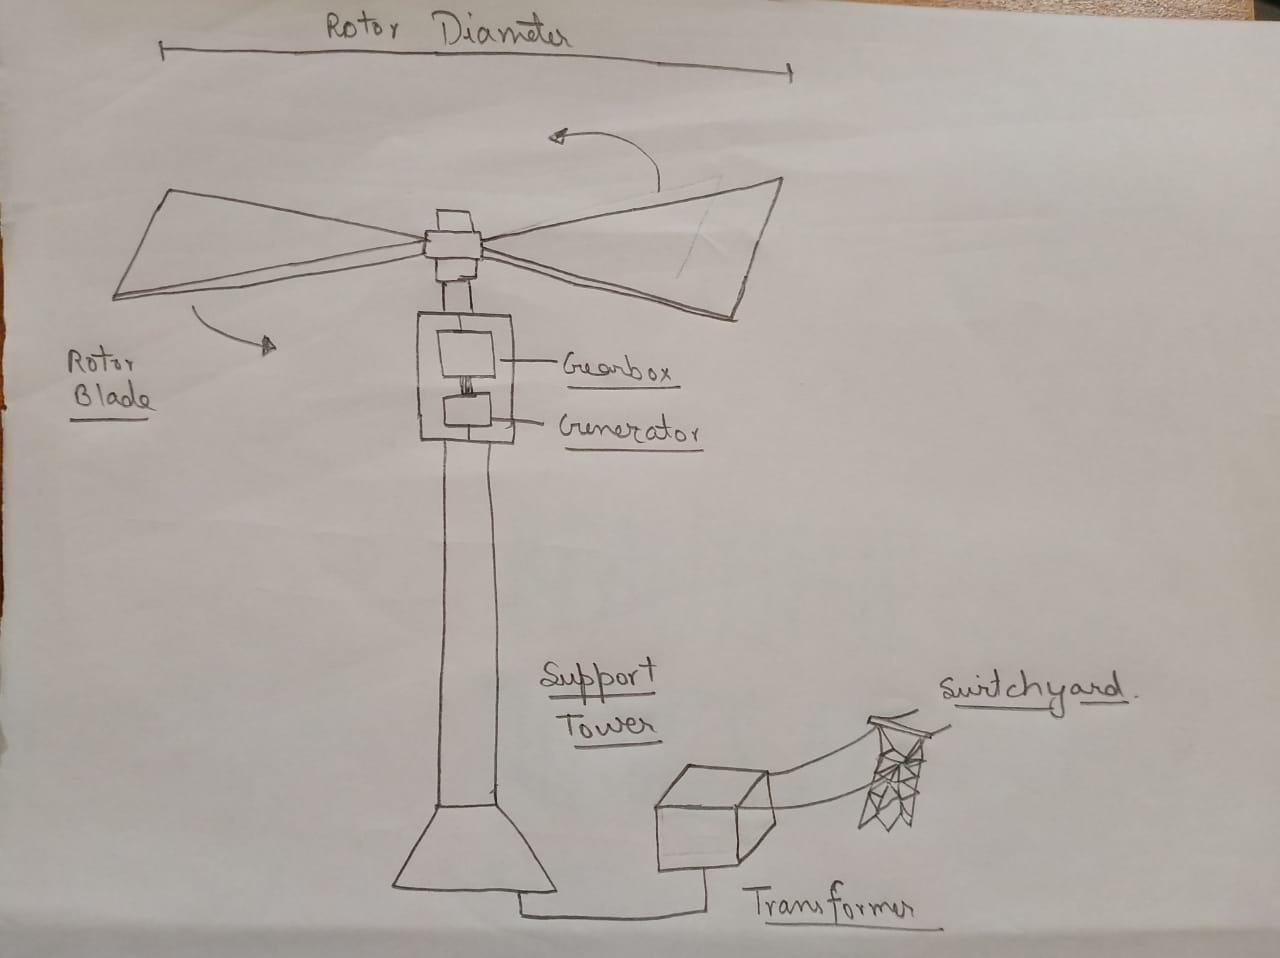 Rotor Diameter
Rotor
Blade
Gearbox
Generator
Support
Tower
Switchyard.
Transformer